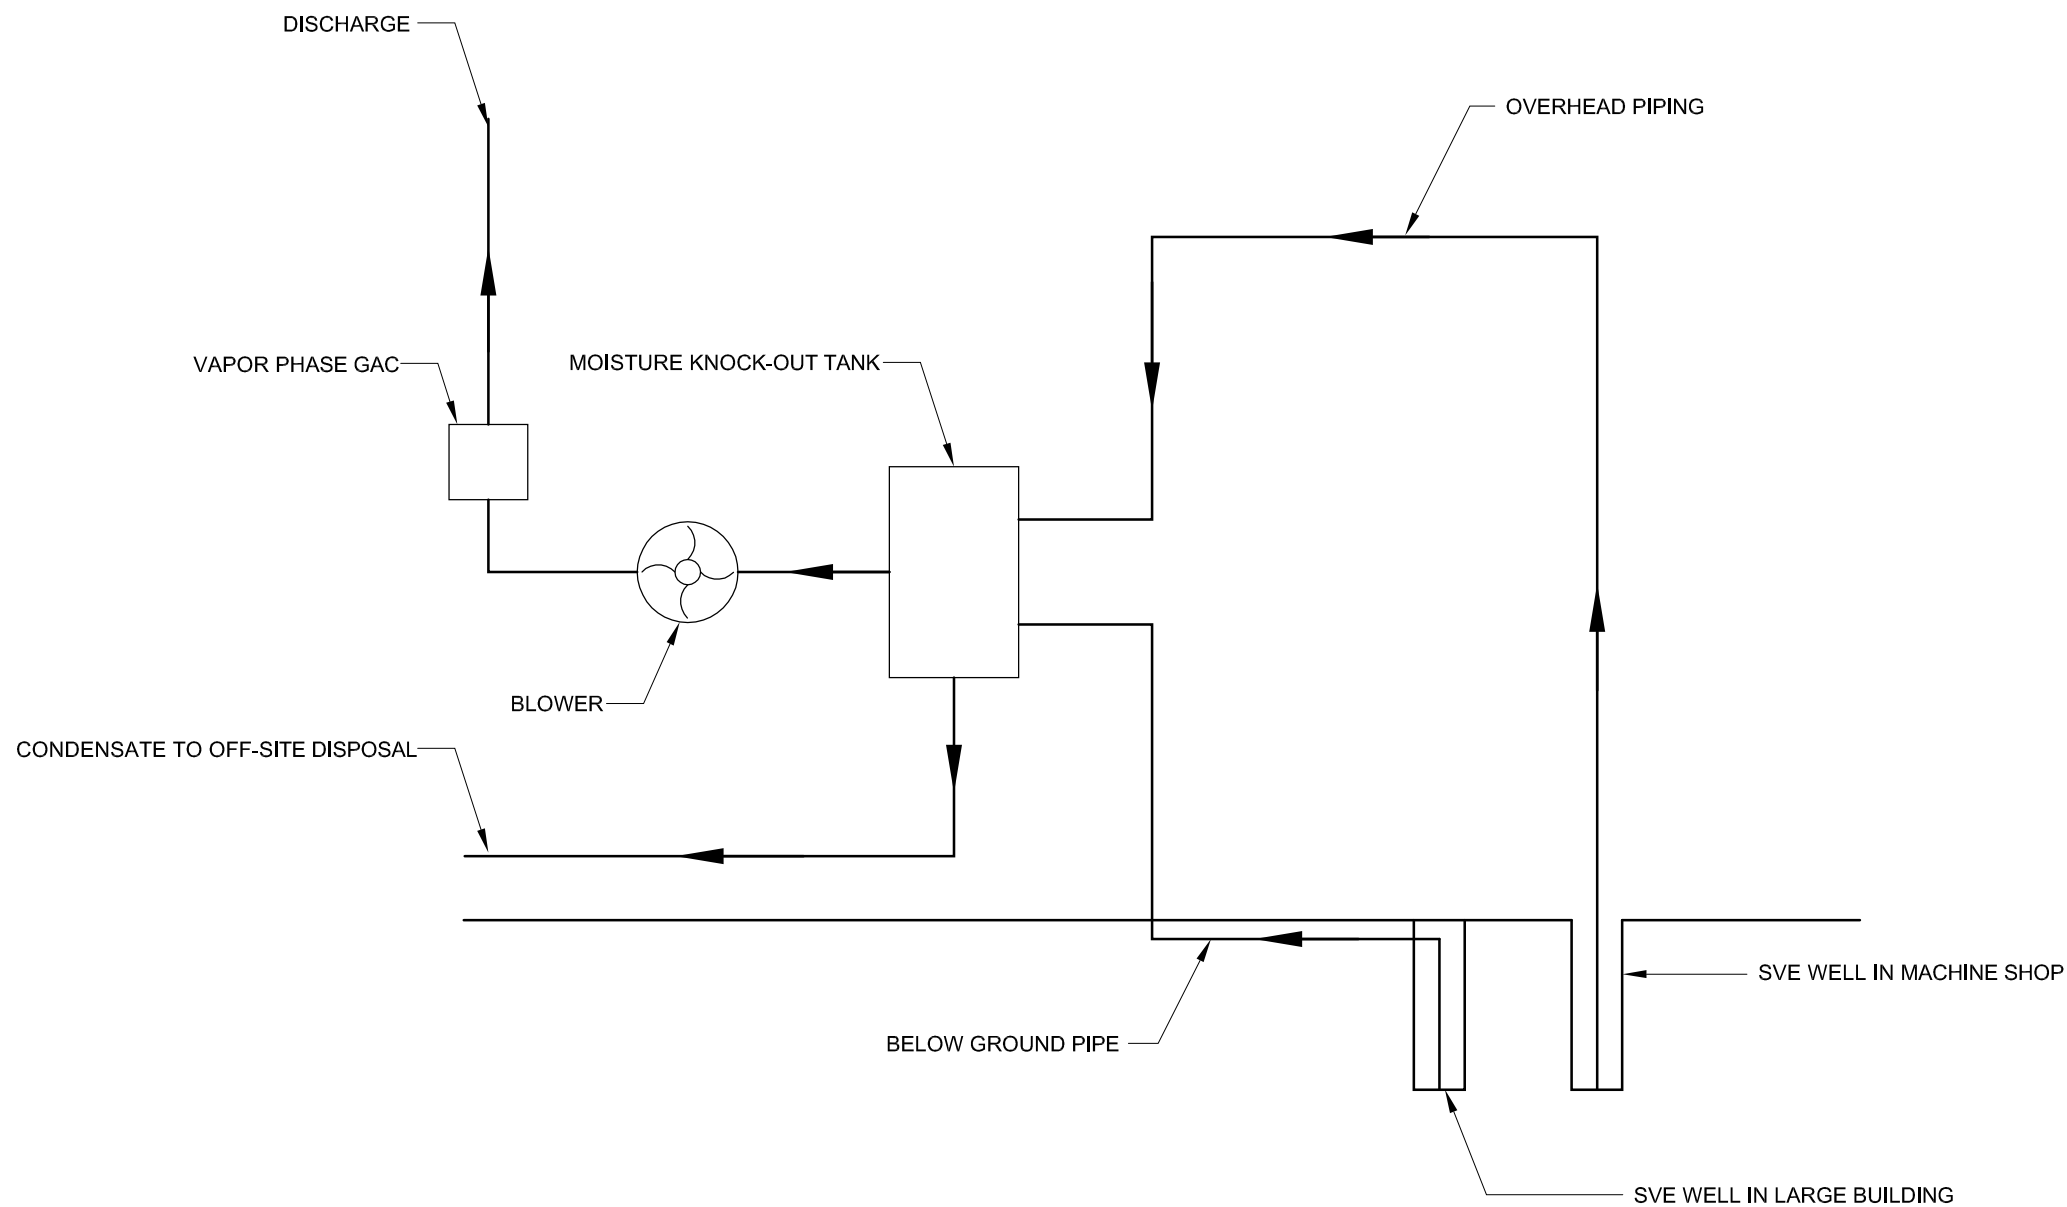 DISCHARGE
OVERHEAD PIPING
VAPOR PHASE GAC
MOISTURE KNOCK-OUT TANK
BLOWER
CONDENSATE TO OFF-SITE DISPOSAL
SVE WELL IN MACHINE SHOP
BELOW GROUND PIPE
SVE WELL IN LARGE BUILDING